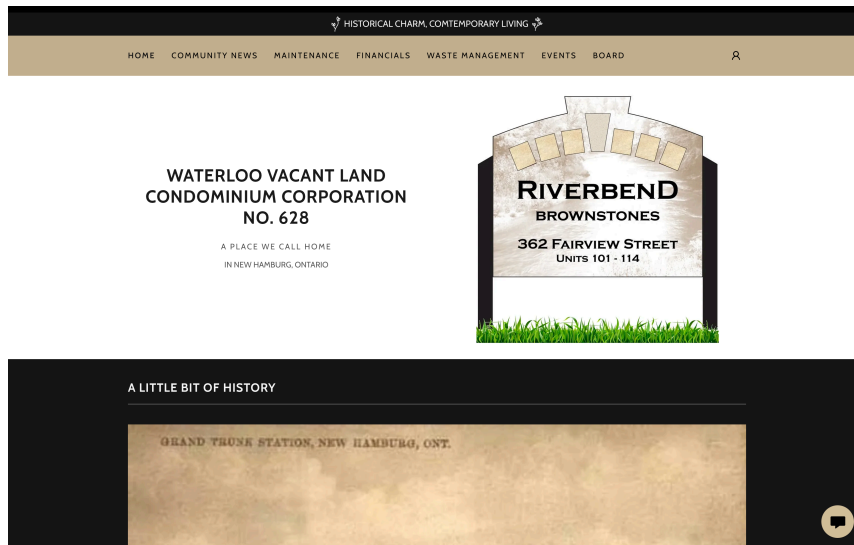 HISTORICAL CHARM, COMTEMPORARY LIVING
HOME COMMUNITY NEWS MAINTENANCE FINANCIALS WASTE MANAGEMENT EVENTS BOARD
WATERLOO VACANT LAND
CONDOMINIUM CORPORATION
NO. 628
A PLACE WE CALL HOME
IN NEW HAMBURG, ONTARIO
RIVERBEND
BROWNSTONES
362 FAIRVIEW STREET
UNITS 101 - 114
A LITTLE BIT OF HISTORY
GRAND TRUNK STATION, NEW HAMBURG, ONT.